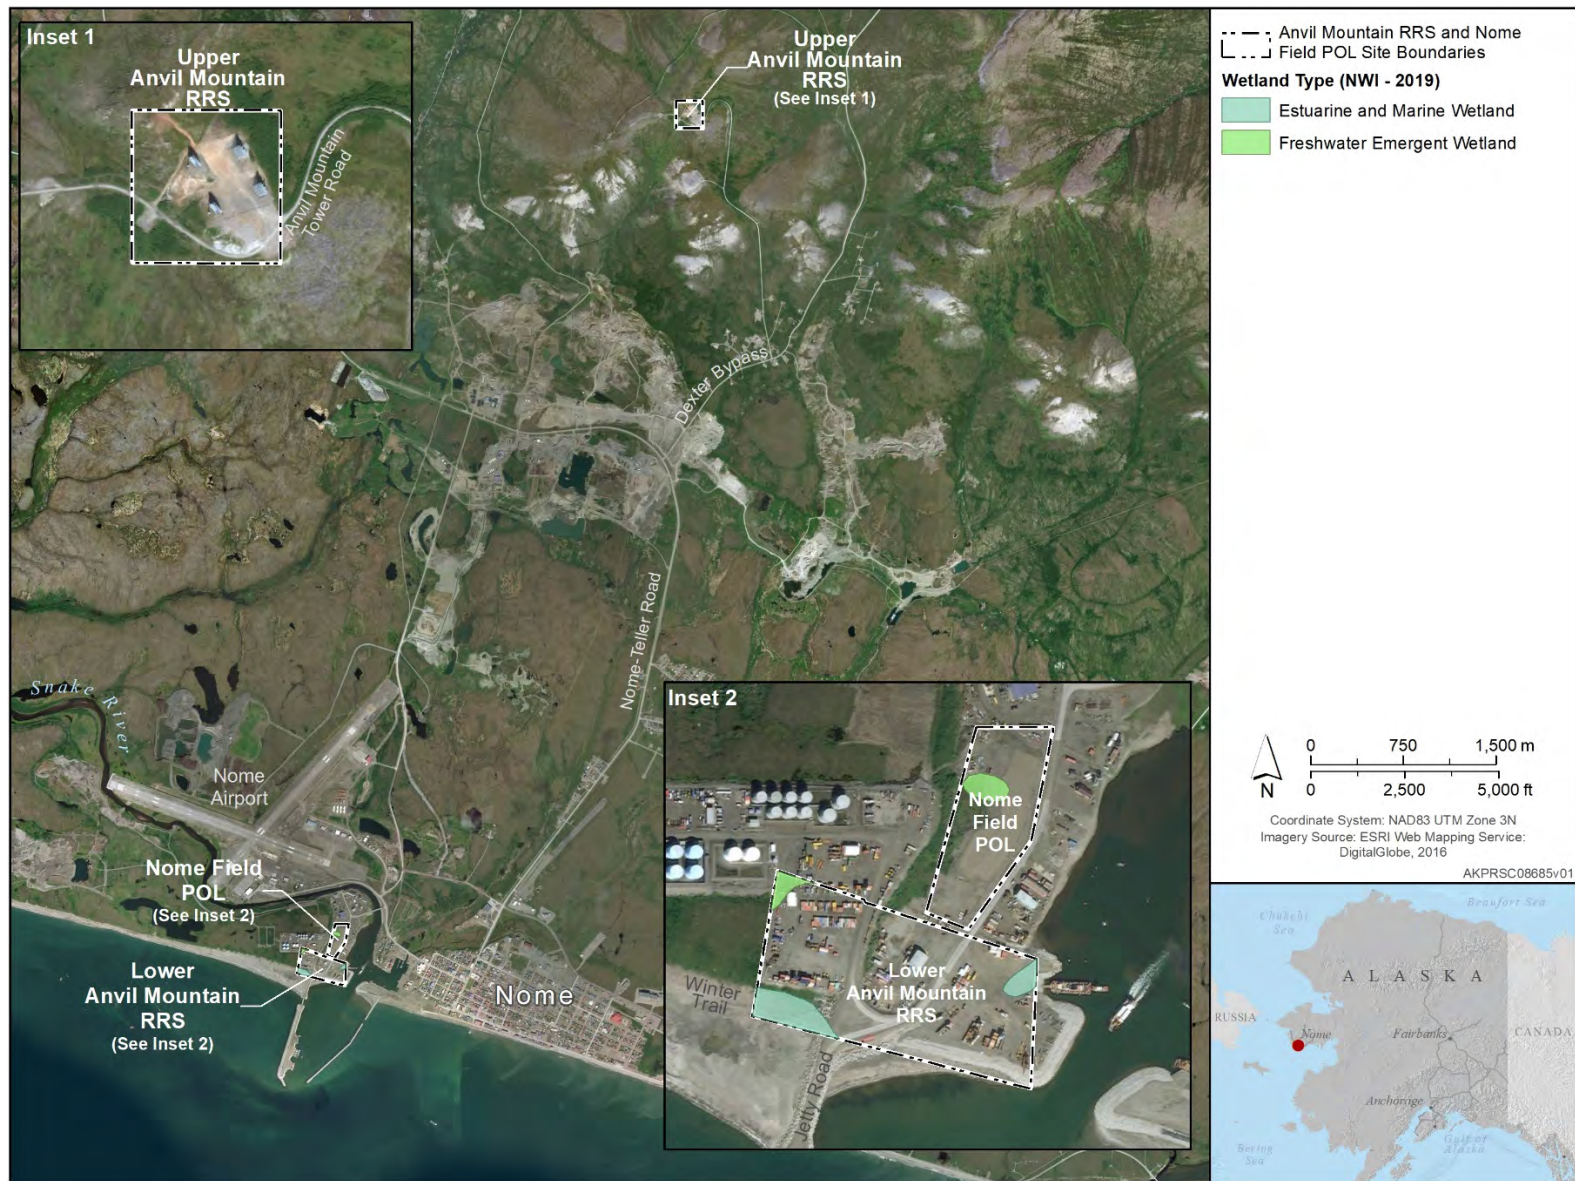 Inset 1
Upper
Anvil Mountain
RRS
Anvil Mountain
Tower Road
Upper
Anvil Mountain
RRS
(See Inset 1)
Dexter Bypass
Nome-Teller Road
Snake River
Nome
Airport
Nome Field
POL
(See Inset 2)
Lower
Anvil Mountain
RRS
(See Inset 2)
Nome
Inset 2
Nome
Field
POL
Lower
Anvil Mountain
RRS
Winter
Trail
Jetty Road
Anvil Mountain RRS and Nome
Field POL Site Boundaries
Wetland Type (NWI - 2019)
Estuarine and Marine Wetland
Freshwater Emergent Wetland
N
0 750 1,500 m
0 2,500 5,000 ft
Coordinate System: NAD83 UTM Zone 3N
Imagery Source: ESRI Web Mapping Service:
DigitalGlobe, 2016
AKPRSC08685v01
Chukchi
Sea
Beaufort Sea
ALASKA
RUSSIA
Nome
Fairbanks
CANADA
Anchorage
Bering
Sea
Gulf of
Alaska